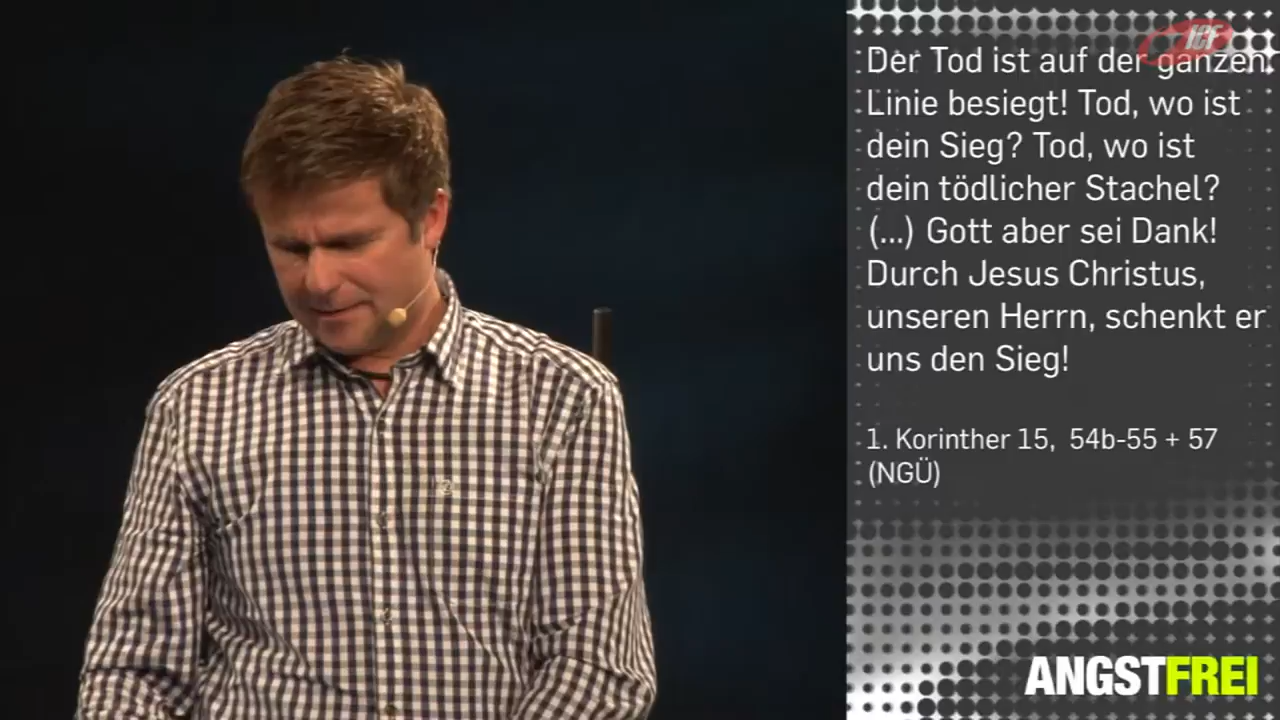 ICF
Der Tod ist auf der ganzen
Linie besiegt! Tod, wo ist
dein Sieg? Tod, wo ist
dein tödlicher Stachel?
(...) Gott aber sei Dank!
Durch Jesus Christus,
unseren Herrn, schenkt er
uns den Sieg!
1. Korinther 15, 54b-55 + 57
(NGÜ)
ANGSTFREI